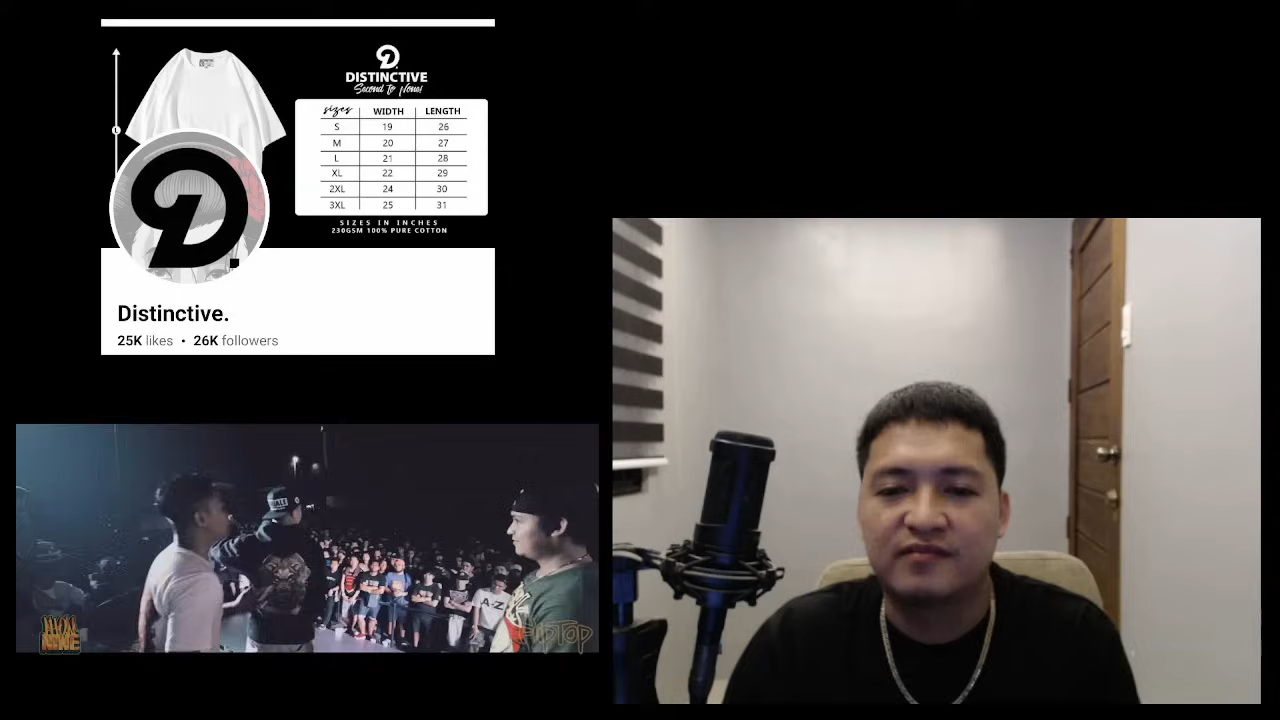 DISTINCTIVE
Second To None!
sizes WIDTH LENGTH
S 19 26
M 20 27
L 21 28
XL 22 29
2XL 24 30
3XL 25 31
SIZES IN INCHES
230GSM 100% PURE COTTON
L
D.
Distinctive.
25K likes • 26K followers
A-Z
FLIPTOP